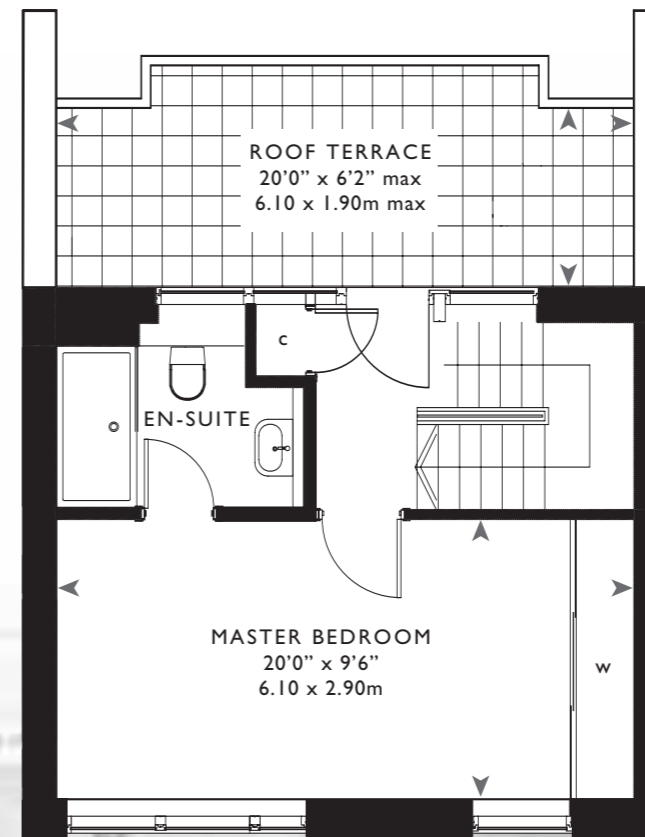 ROOF TERRACE
20’0” x 6’2” max
6.10 x 1.90m max
C
EN-SUITE
MASTER BEDROOM
20’0” x 9’6”
6.10 x 2.90m
W